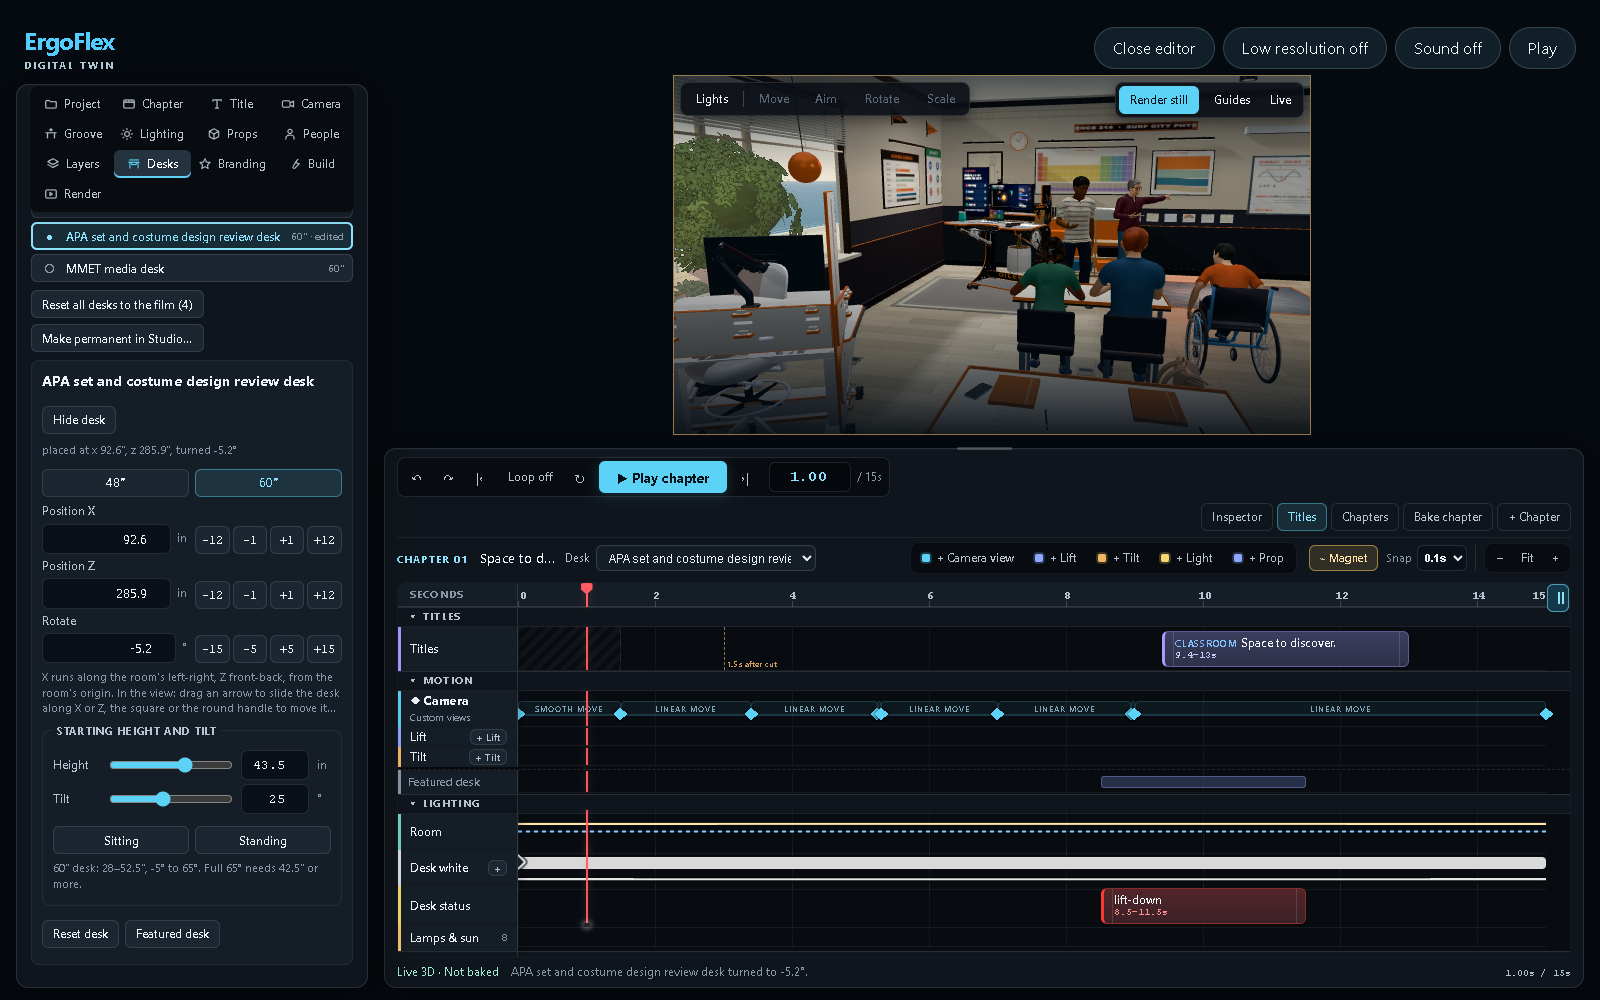 ErgoFlex
DIGITAL TWIN
Close editor
Low resolution off
Sound off
Play
Project
Chapter
Title
Camera
Groove
Lighting
Props
People
Layers
Desks
Branding
Build
Render
APA set and costume design review desk
60" · edited
MMET media desk
60"
Reset all desks to the film (4)
Make permanent in Studio...
APA set and costume design review desk
Hide desk
placed at x 92.6", z 285.9", turned -5.2°
48"
60"
Position X
92.6 in -12 -1 +1 +12
Position Z
285.9 in -12 -1 +1 +12
Rotate
-5.2 ° -15 -5 +5 +15
X runs along the room's left-right, Z front-back, from the
room's origin. In the view: drag an arrow to slide the desk
along X or Z, the square or the round handle to move it...
STARTING HEIGHT AND TILT
Height 43.5 in
Tilt 25 °
Sitting
Standing
60" desk: 28–52.5", -5° to 65°. Full 65° needs 42.5" or
more.
Reset desk
Featured desk
Lights
Move
Aim
Rotate
Scale
Render still
Guides
Live
Loop off
▶ Play chapter
1.00 / 15s
Inspector
Titles
Chapters
Bake chapter
+ Chapter
CHAPTER 01
Space to d...
Desk
APA set and costume design revie
+ Camera view
+ Lift
+ Tilt
+ Light
+ Prop
Magnet
Snap
0.1s
− Fit +
SECONDS
0 2 4 6 8 10 12 14 15
TITLES
Titles
1.5s after cut
CLASSROOM Space to discover.
9.4–13s
MOTION
Camera
Custom views
SMOOTH MOVE
LINEAR MOVE
LINEAR MOVE
LINEAR MOVE
LINEAR MOVE
LINEAR MOVE
Lift
+ Lift
Tilt
+ Tilt
Featured desk
LIGHTING
Room
Desk white
+
Desk status
lift-down
8.5–11.5s
Lamps & sun
8
Live 3D · Not baked
APA set and costume design review desk turned to -5.2°.
1.00s / 15s